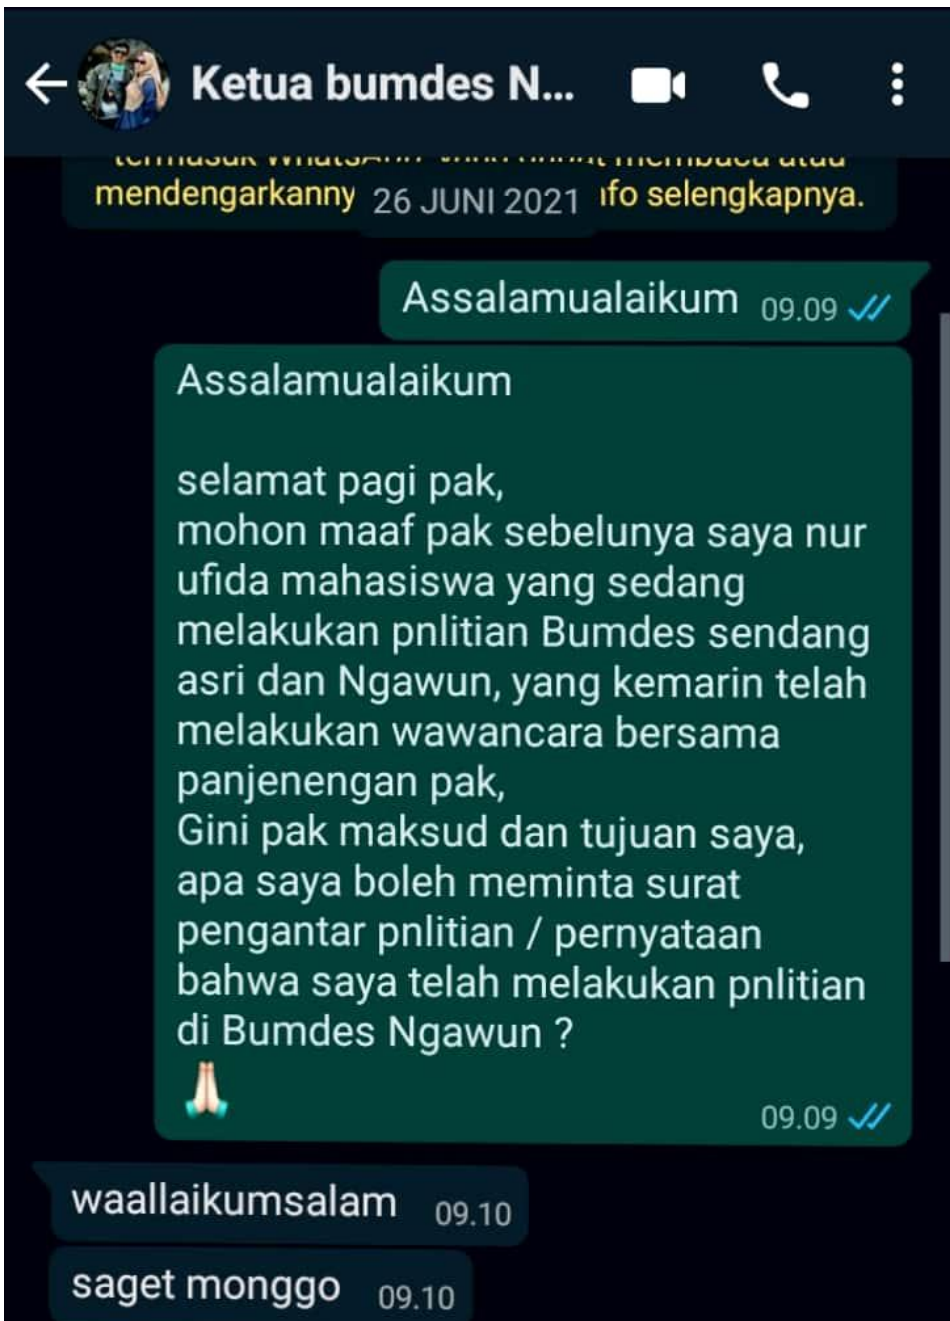 Ketua bumdes N...
mendengarkanny
26 JUNI 2021
ifo selengkapnya.
Assalamualaikum 09.09
Assalamualaikum
selamat pagi pak,
mohon maaf pak sebelunya saya nur
ufida mahasiswa yang sedang
melakukan pnlitian Bumdes sendang
asri dan Ngawun, yang kemarin telah
melakukan wawancara bersama
panjenengan pak,
Gini pak maksud dan tujuan saya,
apa saya boleh meminta surat
pengantar pnlitian / pernyataan
bahwa saya telah melakukan pnlitian
di Bumdes Ngawun ?
🙏🏻
09.09
waallaikumsalam 09.10
saget monggo 09.10